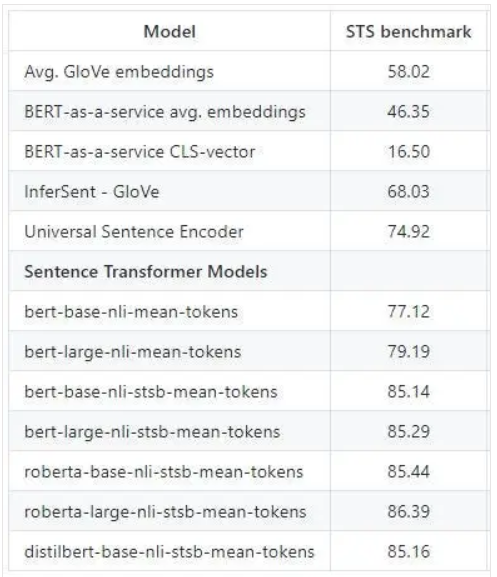 Model STS benchmark
Avg. GloVe embeddings 58.02
BERT-as-a-service avg. embeddings 46.35
BERT-as-a-service CLS-vector 16.50
InferSent - GloVe 68.03
Universal Sentence Encoder 74.92
Sentence Transformer Models
bert-base-nli-mean-tokens 77.12
bert-large-nli-mean-tokens 79.19
bert-base-nli-stsb-mean-tokens 85.14
bert-large-nli-stsb-mean-tokens 85.29
roberta-base-nli-stsb-mean-tokens 85.44
roberta-large-nli-stsb-mean-tokens 86.39
distilbert-base-nli-stsb-mean-tokens 85.16